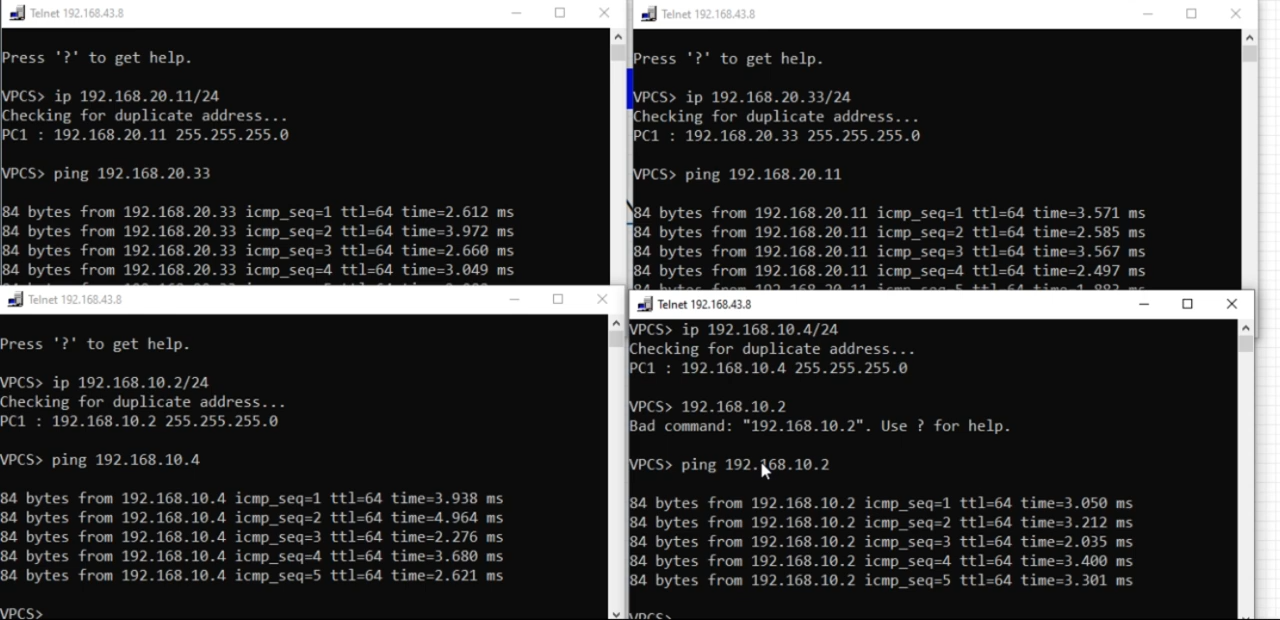 Telnet 192.168.43.8
Press '?' to get help.
VPCS> ip 192.168.20.11/24
Checking for duplicate address...
PC1 : 192.168.20.11 255.255.255.0
VPCS> ping 192.168.20.33
84 bytes from 192.168.20.33 icmp_seq=1 ttl=64 time=2.612 ms
84 bytes from 192.168.20.33 icmp_seq=2 ttl=64 time=3.972 ms
84 bytes from 192.168.20.33 icmp_seq=3 ttl=64 time=2.660 ms
84 bytes from 192.168.20.33 icmp_seq=4 ttl=64 time=3.049 ms
Telnet 192.168.43.8
Press '?' to get help.
VPCS> ip 192.168.20.33/24
Checking for duplicate address...
PC1 : 192.168.20.33 255.255.255.0
VPCS> ping 192.168.20.11
84 bytes from 192.168.20.11 icmp_seq=1 ttl=64 time=3.571 ms
84 bytes from 192.168.20.11 icmp_seq=2 ttl=64 time=2.585 ms
84 bytes from 192.168.20.11 icmp_seq=3 ttl=64 time=3.567 ms
84 bytes from 192.168.20.11 icmp_seq=4 ttl=64 time=2.497 ms
Telnet 192.168.43.8
Press '?' to get help.
VPCS> ip 192.168.10.2/24
Checking for duplicate address...
PC1 : 192.168.10.2 255.255.255.0
VPCS> ping 192.168.10.4
84 bytes from 192.168.10.4 icmp_seq=1 ttl=64 time=3.938 ms
84 bytes from 192.168.10.4 icmp_seq=2 ttl=64 time=4.964 ms
84 bytes from 192.168.10.4 icmp_seq=3 ttl=64 time=2.276 ms
84 bytes from 192.168.10.4 icmp_seq=4 ttl=64 time=3.680 ms
84 bytes from 192.168.10.4 icmp_seq=5 ttl=64 time=2.621 ms
VPCS>
Telnet 192.168.43.8
VPCS> ip 192.168.10.4/24
Checking for duplicate address...
PC1 : 192.168.10.4 255.255.255.0
VPCS> 192.168.10.2
Bad command: "192.168.10.2". Use ? for help.
VPCS> ping 192.168.10.2
84 bytes from 192.168.10.2 icmp_seq=1 ttl=64 time=3.050 ms
84 bytes from 192.168.10.2 icmp_seq=2 ttl=64 time=3.212 ms
84 bytes from 192.168.10.2 icmp_seq=3 ttl=64 time=2.035 ms
84 bytes from 192.168.10.2 icmp_seq=4 ttl=64 time=3.400 ms
84 bytes from 192.168.10.2 icmp_seq=5 ttl=64 time=3.301 ms
VPCS>